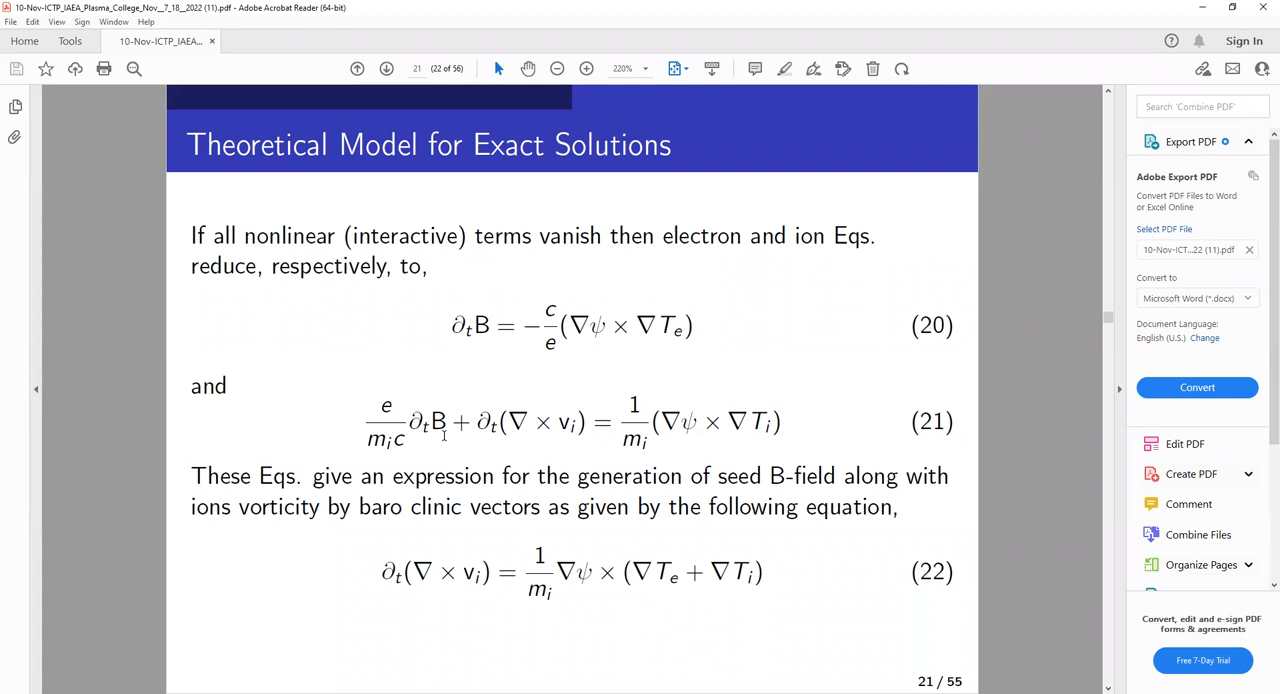 10-Nov-ICTP_IAEA_Plasma_College_Nov__7_18__2022 (11).pdf - Adobe Acrobat Reader (64-bit)
File Edit View Sign Window Help
Home Tools 10-Nov-ICTP_IAEA... × Sign In
21 (22 of 56) 220%
Theoretical Model for Exact Solutions
If all nonlinear (interactive) terms vanish then electron and ion Eqs.
reduce, respectively, to,
∂ₜB = −c/e(∇ψ × ∇Tₑ) (20)
and
e/(mᵢc) ∂ₜB + ∂ₜ(∇ × vᵢ) = 1/mᵢ (∇ψ × ∇Tᵢ) (21)
These Eqs. give an expression for the generation of seed B-field along with
ions vorticity by baro clinic vectors as given by the following equation,
∂ₜ(∇ × vᵢ) = 1/mᵢ ∇ψ × (∇Tₑ + ∇Tᵢ) (22)
21 / 55
Search 'Combine PDF'
Export PDF
Adobe Export PDF
Convert PDF Files to Word
or Excel Online
Select PDF File
10-Nov-ICT...22 (11).pdf
Convert to
Microsoft Word (*.docx)
Document Language:
English (U.S.) Change
Convert
Edit PDF
Create PDF
Comment
Combine Files
Organize Pages
Convert, edit and e-sign PDF
forms & agreements
Free 7-Day Trial